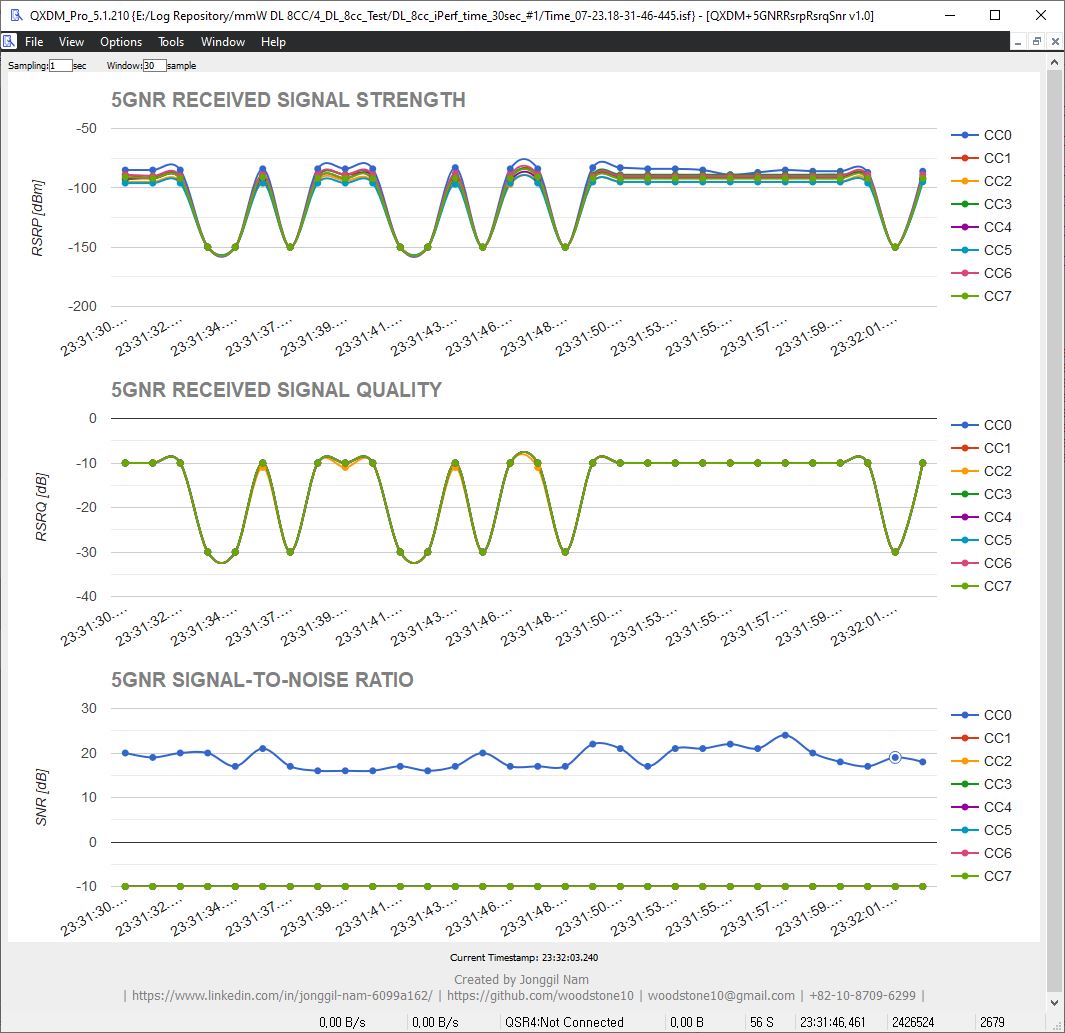 QXDM_Pro_5.1.210 {E:/Log Repository/mmW DL 8CC/4_DL_8cc_Test/DL_8cc_iPerf_time_30sec_#1/Time_07-23.18-31-46-445.isf} - [QXDM+5GNRRsrpRsrqSnr v1.0]
File View Options Tools Window Help
Sampling: 1 sec Window: 30 sample
5GNR RECEIVED SIGNAL STRENGTH
RSRP [dBm]
-50
-100
-150
-200
23:31:30.... 23:31:32.... 23:31:34.... 23:31:37.... 23:31:39.... 23:31:41.... 23:31:43.... 23:31:46.... 23:31:48.... 23:31:50.... 23:31:53.... 23:31:55.... 23:31:57.... 23:31:59.... 23:32:01....
CC0
CC1
CC2
CC3
CC4
CC5
CC6
CC7
5GNR RECEIVED SIGNAL QUALITY
RSRQ [dB]
0
-10
-20
-30
-40
23:31:30.... 23:31:32.... 23:31:34.... 23:31:37.... 23:31:39.... 23:31:41.... 23:31:43.... 23:31:46.... 23:31:48.... 23:31:50.... 23:31:53.... 23:31:55.... 23:31:57.... 23:31:59.... 23:32:01....
CC0
CC1
CC2
CC3
CC4
CC5
CC6
CC7
5GNR SIGNAL-TO-NOISE RATIO
SNR [dB]
30
20
10
0
-10
23:31:30.... 23:31:32.... 23:31:34.... 23:31:37.... 23:31:39.... 23:31:41.... 23:31:43.... 23:31:46.... 23:31:48.... 23:31:50.... 23:31:53.... 23:31:55.... 23:31:57.... 23:31:59.... 23:32:01....
CC0
CC1
CC2
CC3
CC4
CC5
CC6
CC7
Current Timestamp: 23:32:03.240
Created by Jonggil Nam
| https://www.linkedin.com/in/jonggil-nam-6099a162/ | https://github.com/woodstone10 | woodstone10@gmail.com | +82-10-8709-6299 |
0,00 B/s 0,00 B/s QSR4:Not Connected 0,00 B 56 S 23:31:46,461 2426524 2679